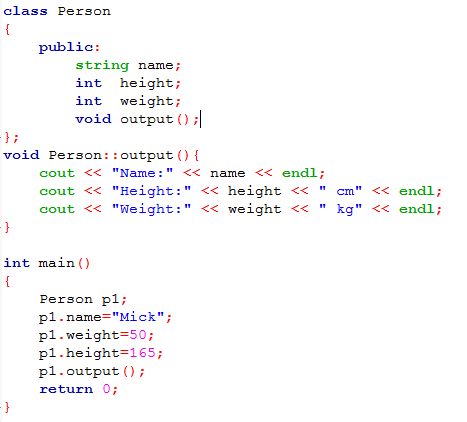 class Person
{
    public:
        string name;
        int  height;
        int  weight;
        void output();
};
void Person::output(){
    cout << "Name:" << name << endl;
    cout << "Height:" << height << " cm" << endl;
    cout << "Weight:" << weight << " kg" << endl;
}

int main()
{
    Person p1;
    p1.name="Mick";
    p1.weight=50;
    p1.height=165;
    p1.output();
    return 0;
}